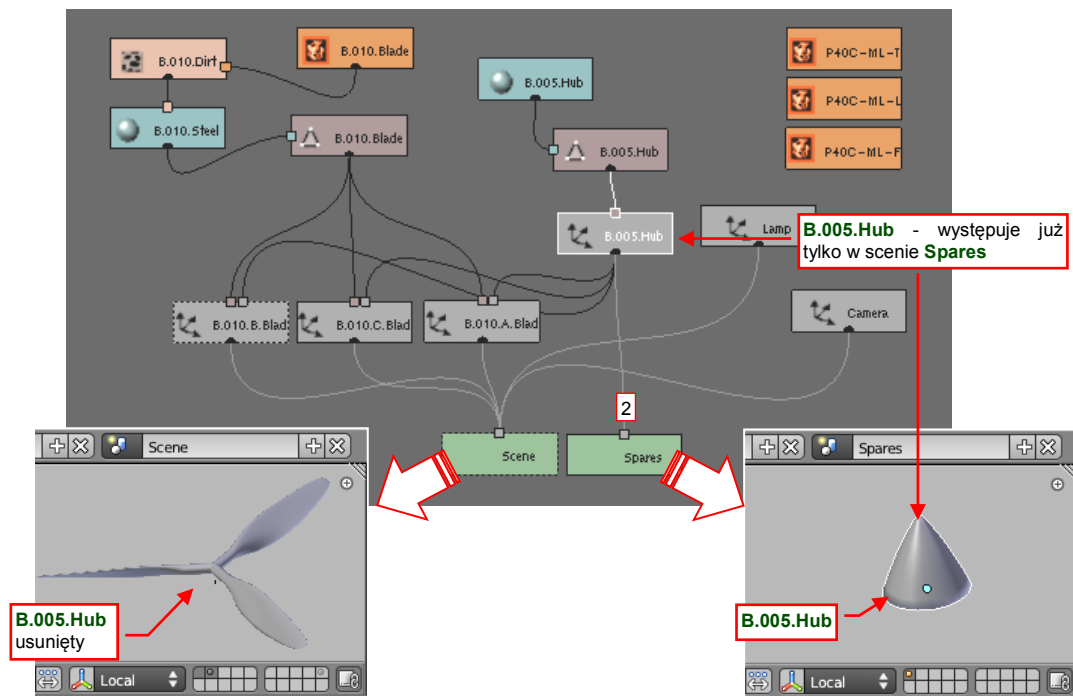 B.010.Dirt
B.010.Blade
B.005.Hub
P40C-ML-T
P40C-ML-L
P40C-ML-F
B.010.Steel
B.010.Blade
B.005.Hub
B.005.Hub
Lamp
B.005.Hub - występuje już
tylko w scenie Spares
B.010.B.Blad
B.010.C.Blad
B.010.A.Blad
Camera
2
Scene
Spares
Scene
Spares
B.005.Hub
usunięty
B.005.Hub
Local
Local